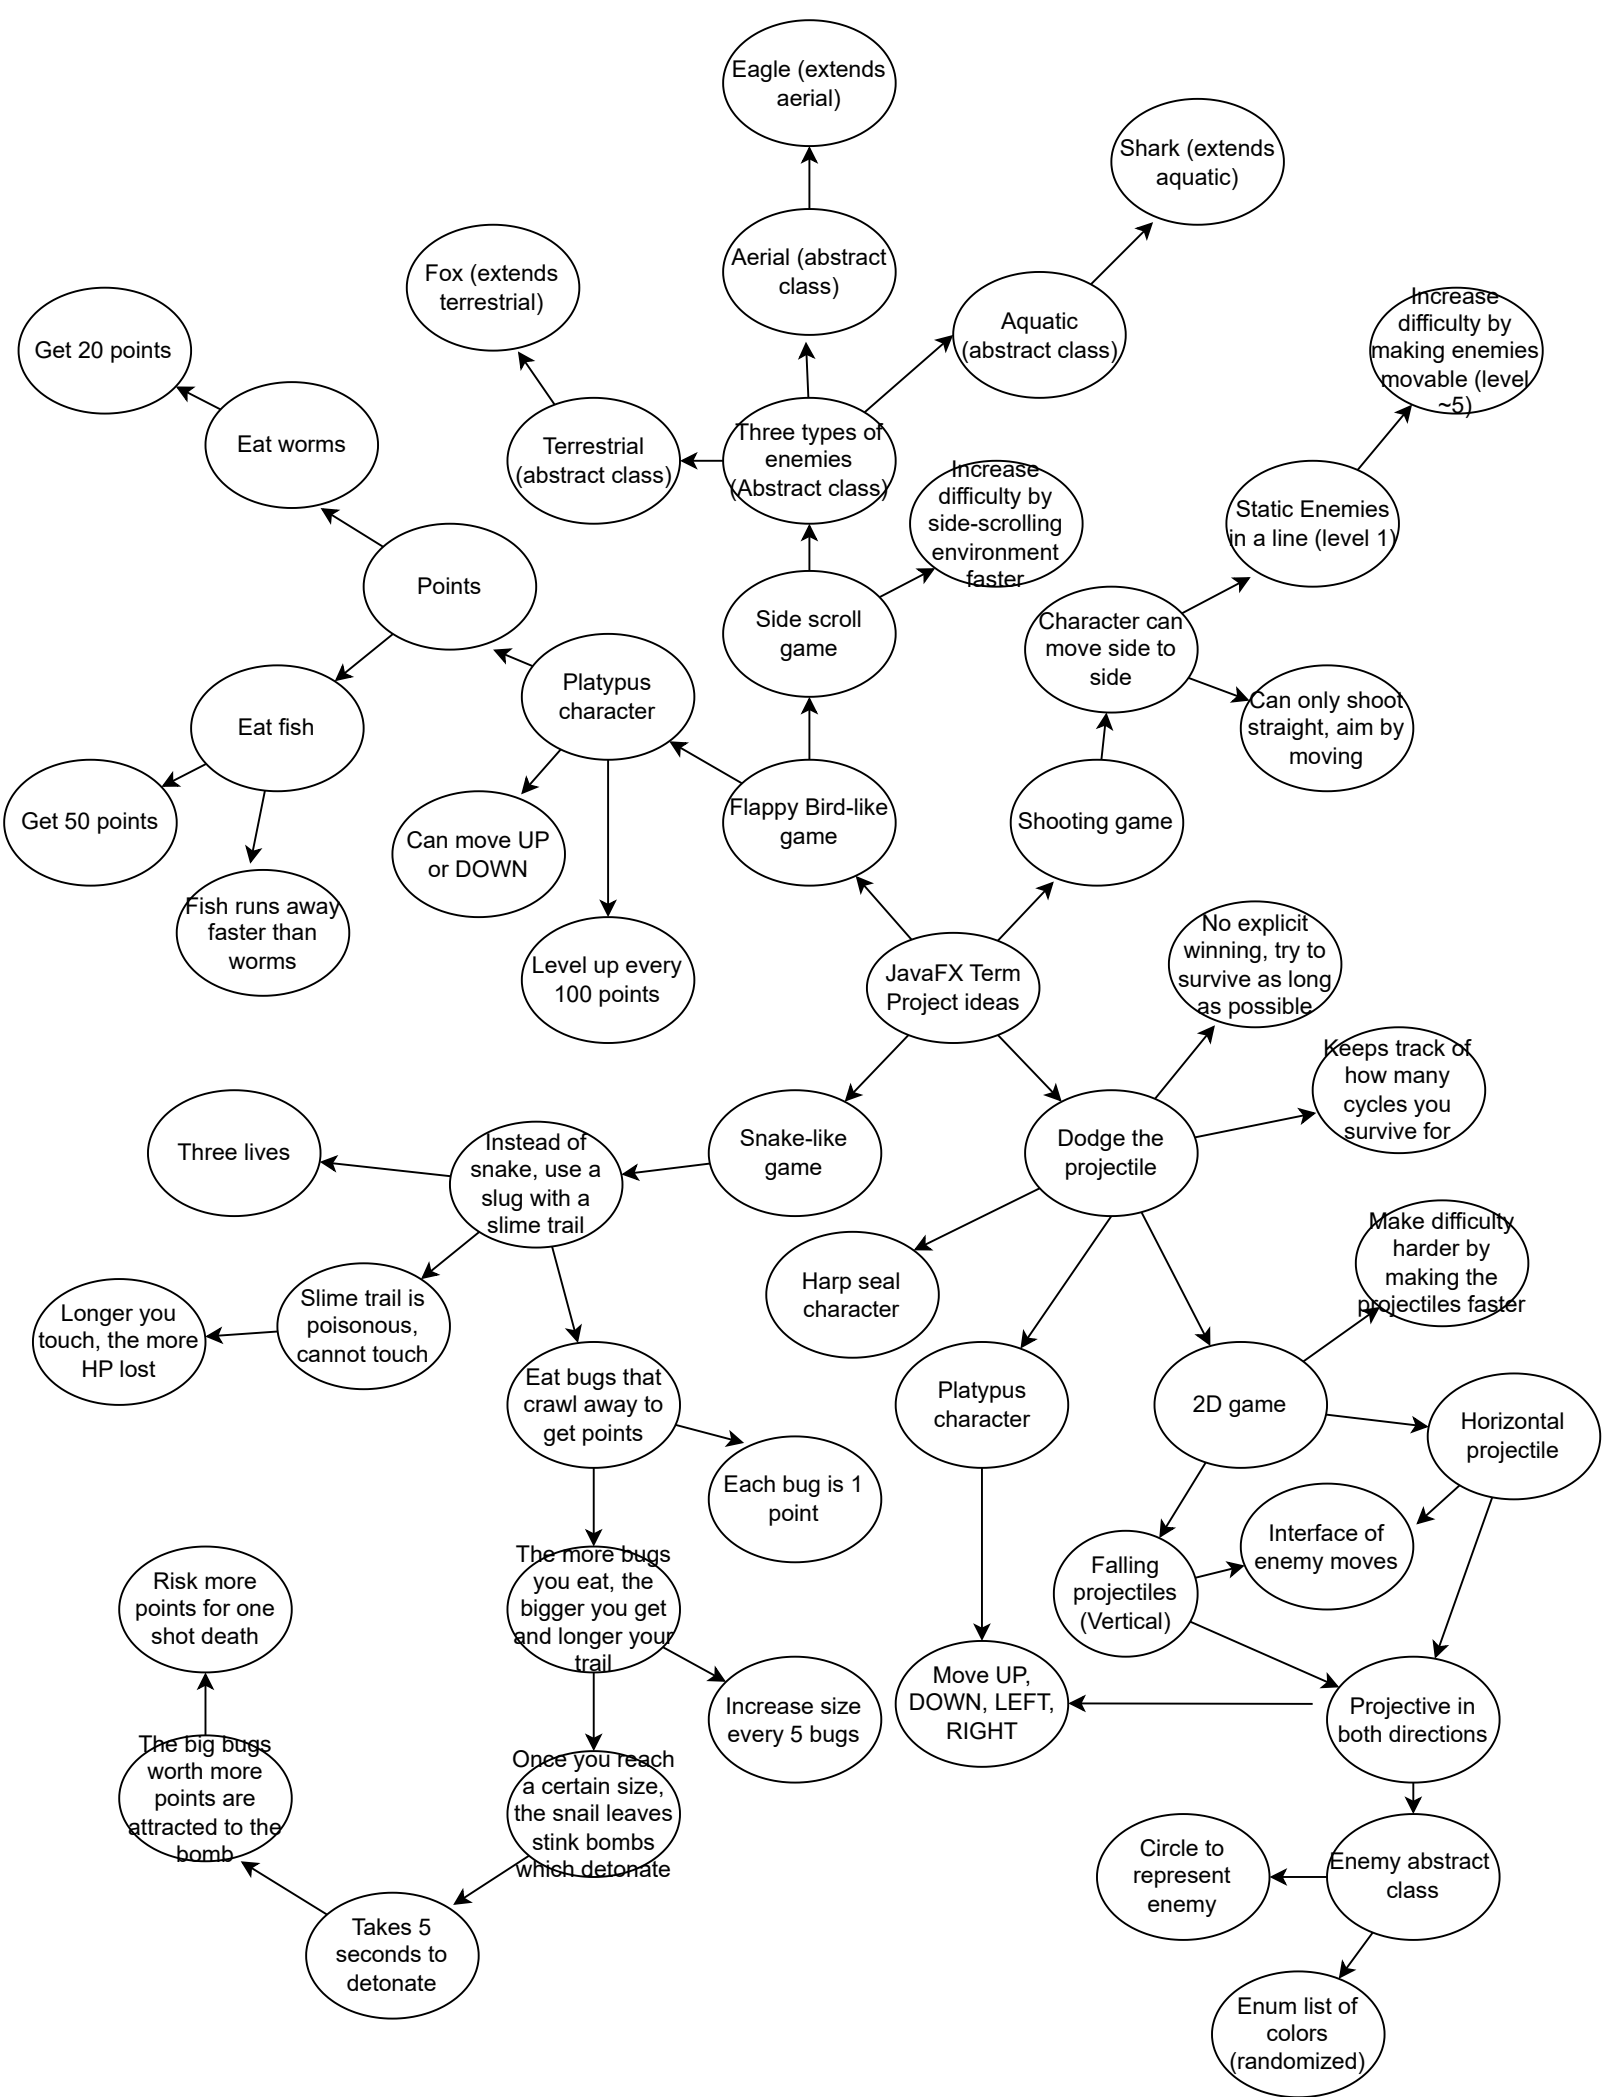 Eagle (extends
aerial)
Shark (extends
aquatic)
Aerial (abstract
class)
Fox (extends
terrestrial)
Aquatic
(abstract class)
Increase
difficulty by
making enemies
movable (level
~5)
Get 20 points
Eat worms
Terrestrial
(abstract class)
Three types of
enemies
(Abstract class)
Increase
difficulty by
side-scrolling
environment
faster
Static Enemies
in a line (level 1)
Points
Side scroll
game
Character can
move side to
side
Platypus
character
Eat fish
Can only shoot
straight, aim by
moving
Get 50 points
Can move UP
or DOWN
Flappy Bird-like
game
Shooting game
Fish runs away
faster than
worms
Level up every
100 points
JavaFX Term
Project ideas
No explicit
winning, try to
survive as long
as possible
Keeps track of
how many
cycles you
survive for
Three lives
Instead of
snake, use a
slug with a
slime trail
Snake-like
game
Dodge the
projectile
Make difficulty
harder by
making the
projectiles faster
Harp seal
character
Longer you
touch, the more
HP lost
Slime trail is
poisonous,
cannot touch
Eat bugs that
crawl away to
get points
Platypus
character
2D game
Horizontal
projectile
Each bug is 1
point
Interface of
enemy moves
Falling
projectiles
(Vertical)
Risk more
points for one
shot death
The more bugs
you eat, the
bigger you get
and longer your
trail
Increase size
every 5 bugs
Move UP,
DOWN, LEFT,
RIGHT
Projective in
both directions
The big bugs
worth more
points are
attracted to the
bomb
Once you reach
a certain size,
the snail leaves
stink bombs
which detonate
Circle to
represent
enemy
Enemy abstract
class
Takes 5
seconds to
detonate
Enum list of
colors
(randomized)